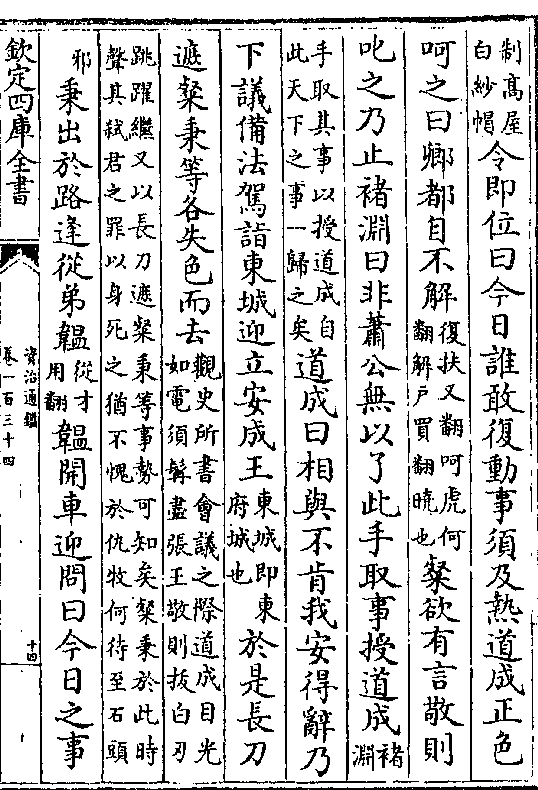 制髙屋白紗帽令即位曰今日誰敢復動事須及熱道成正色
呵之曰卿都自不解復扶又翻呵虎何翻解户買翻曉也粲欲有言敬則
叱之乃止褚淵曰非蕭公無以了此手取事授道成褚淵
手取其事以授道成自此天下之事一歸之矣道成曰相與不肯我安得辭乃
下議備法駕詣東城迎立安成王東城即東府城也於是長刀
遮粲秉等各失色而去觀史所書會議之際道成目光如電須髯盡張王敬則拔白刃
跳躍繼又以長刀遮粲秉等事勢可知矣粲秉於此時聲其弑君之罪以身死之猶不愧於仇牧何待至石頭
邪秉出於路逢從弟韞從才用翻韞開車迎問曰今日之事
欽定四庫全書
資治通鑑
卷一百三十四
十四